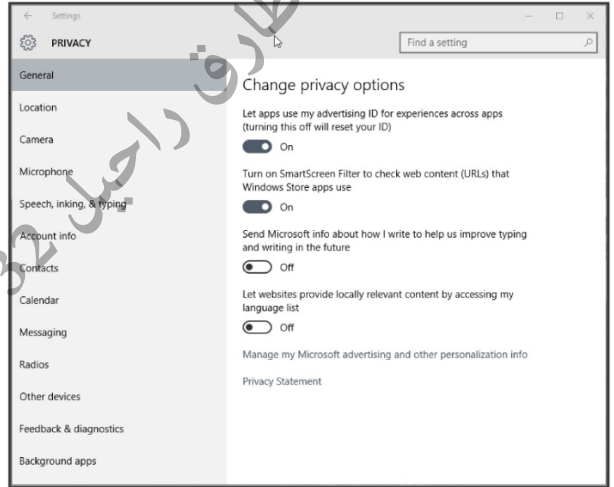 Settings
PRIVACY
Find a setting
General
Location
Camera
Microphone
Speech, inking, & typing
Account info
Contacts
Calendar
Messaging
Radios
Other devices
Feedback & diagnostics
Background apps
Change privacy options
Let apps use my advertising ID for experiences across apps
(turning this off will reset your ID)
On
Turn on SmartScreen Filter to check web content (URLs) that
Windows Store apps use
On
Send Microsoft info about how I write to help us improve typing
and writing in the future
Off
Let websites provide locally relevant content by accessing my
language list
Off
Manage my Microsoft advertising and other personalization info
Privacy Statement
طارق راجيل